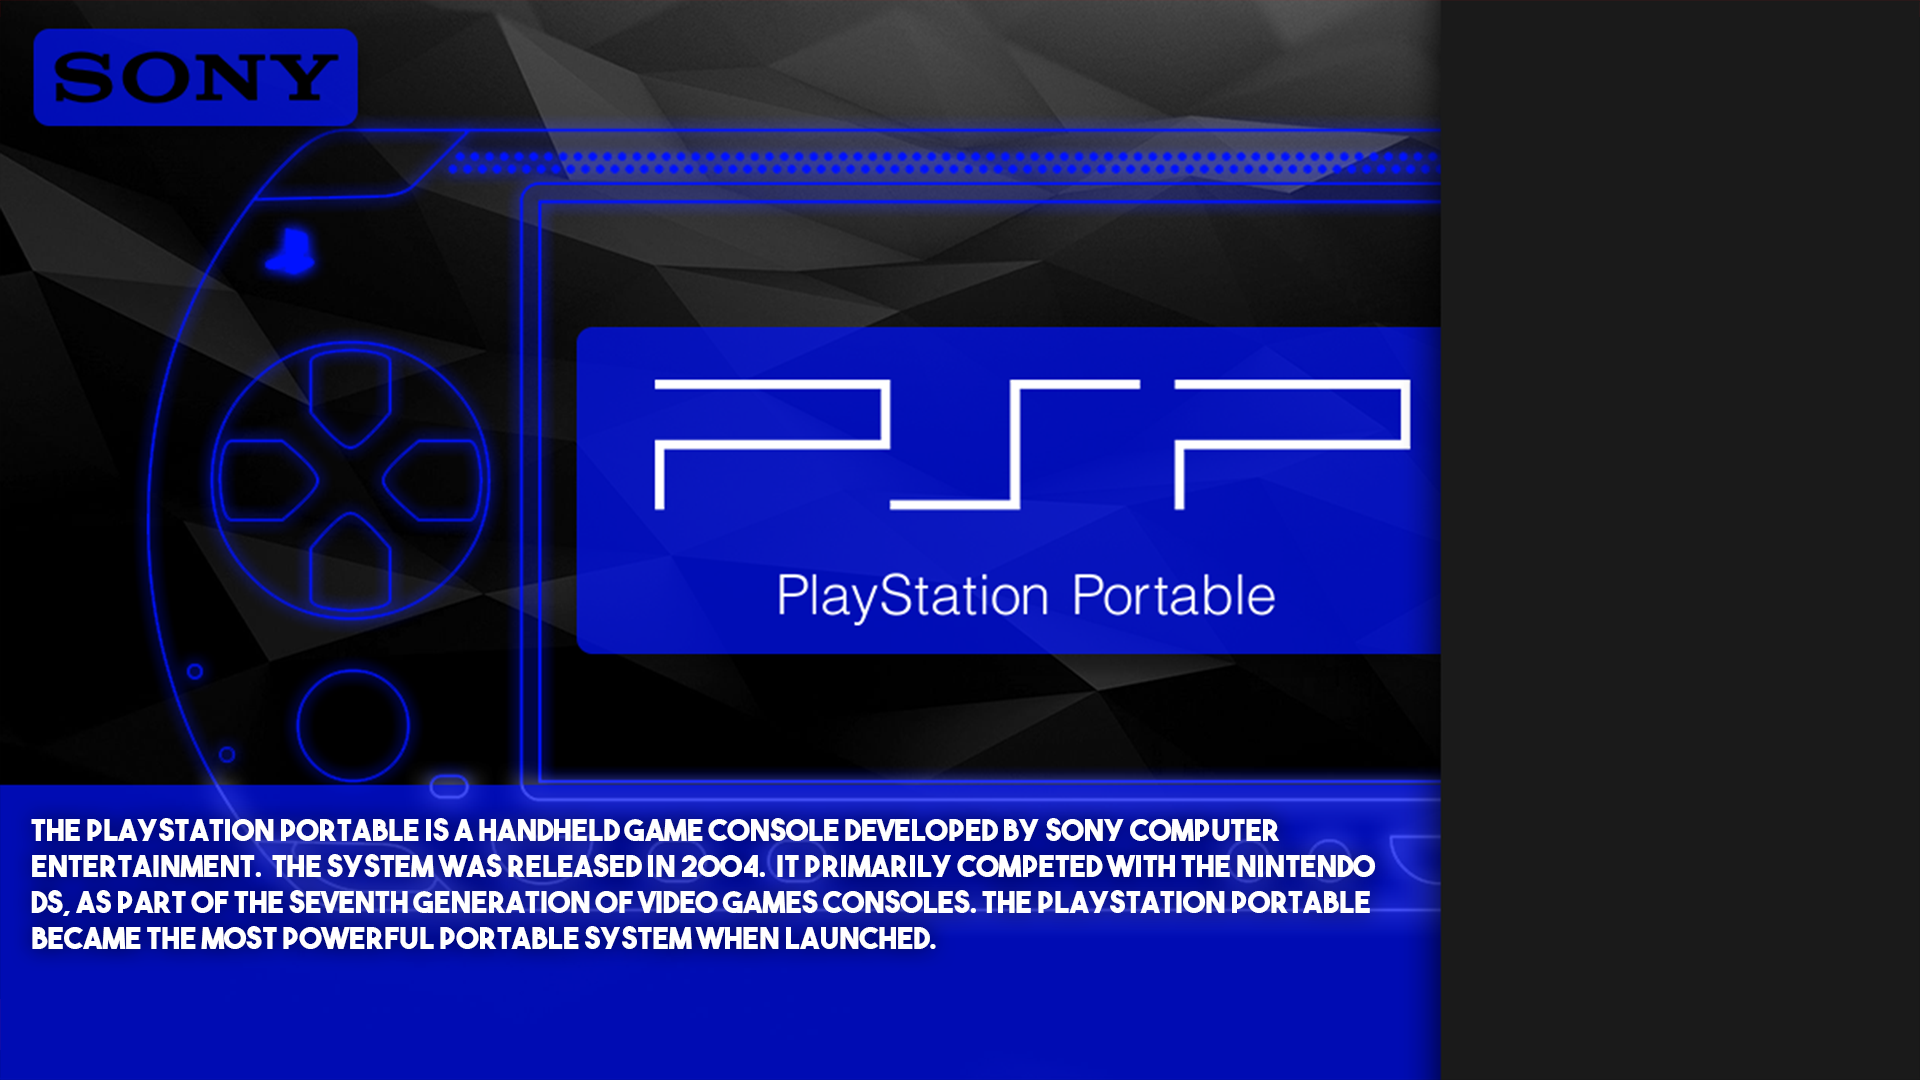 SONY
PSP
PlayStation Portable
THE PLAYSTATION PORTABLE IS A HANDHELD GAME CONSOLE DEVELOPED BY SONY COMPUTER
ENTERTAINMENT. THE SYSTEM WAS RELEASED IN 2004. IT PRIMARILY COMPETED WITH THE NINTENDO
DS, AS PART OF THE SEVENTH GENERATION OF VIDEO GAMES CONSOLES. THE PLAYSTATION PORTABLE
BECAME THE MOST POWERFUL PORTABLE SYSTEM WHEN LAUNCHED.